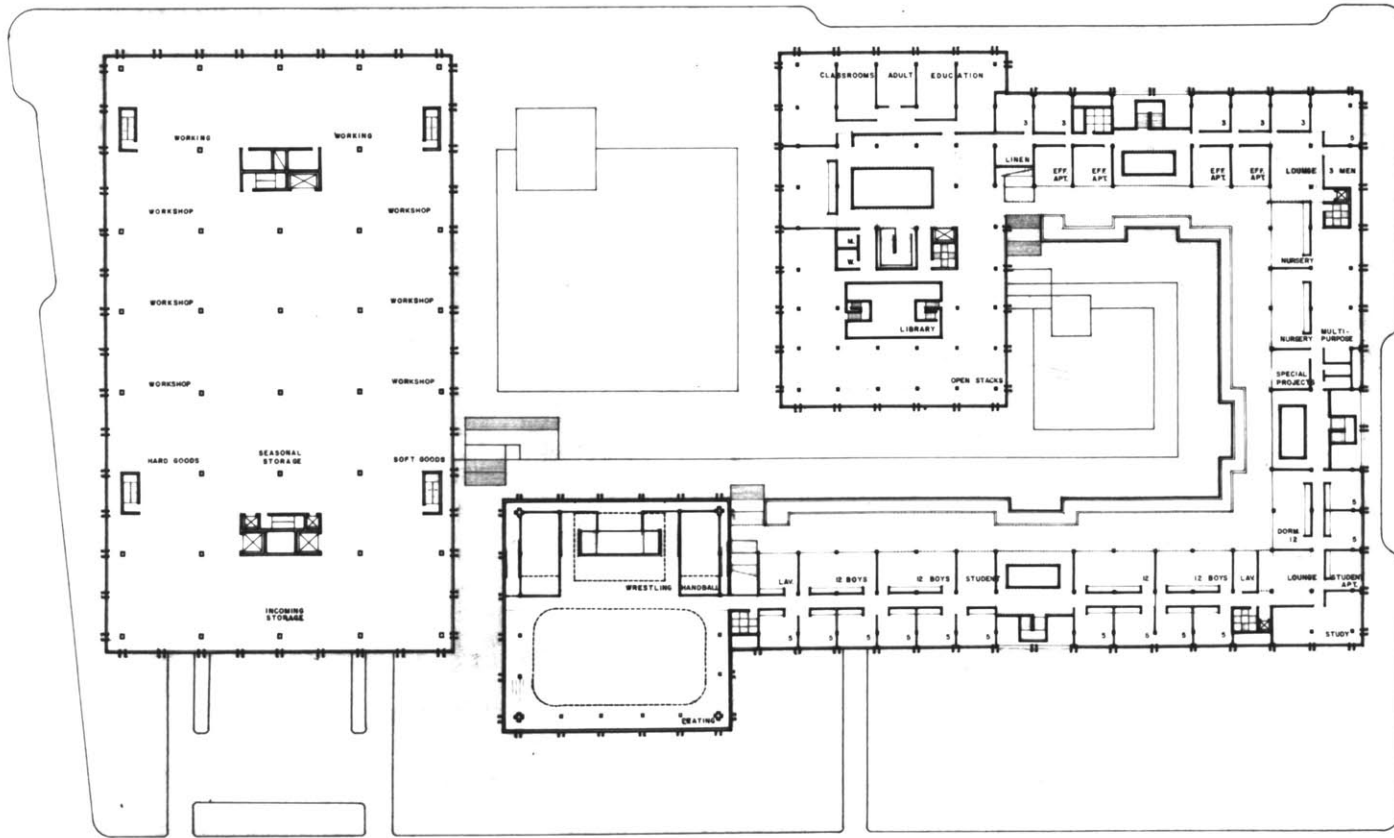 CLASSROOMS ADULT EDUCATION
WORKING
WORKING
WORKSHOP
WORKSHOP
WORKSHOP
WORKSHOP
WORKSHOP
WORKSHOP
HARD GOODS
SEASONAL
STORAGE
SOFT GOODS
INCOMING
STORAGE
M.
W.
LIBRARY
OPEN STACKS
3
3
3
3
3
5
LINEN
EFF.
APT.
EFF.
APT.
EFF.
APT.
EFF.
APT.
LOUNGE
3 MEN
NURSERY
NURSERY
MULTI-
PURPOSE
SPECIAL
PROJECTS
DORM.
12
5
5
LOUNGE
STUDENT
APT.
STUDY
WRESTLING
HANDBALL
LAV.
12 BOYS
12 BOYS
STUDENT
12
12 BOYS
LAV.
5
5
5
5
5
5
5
5
5
5